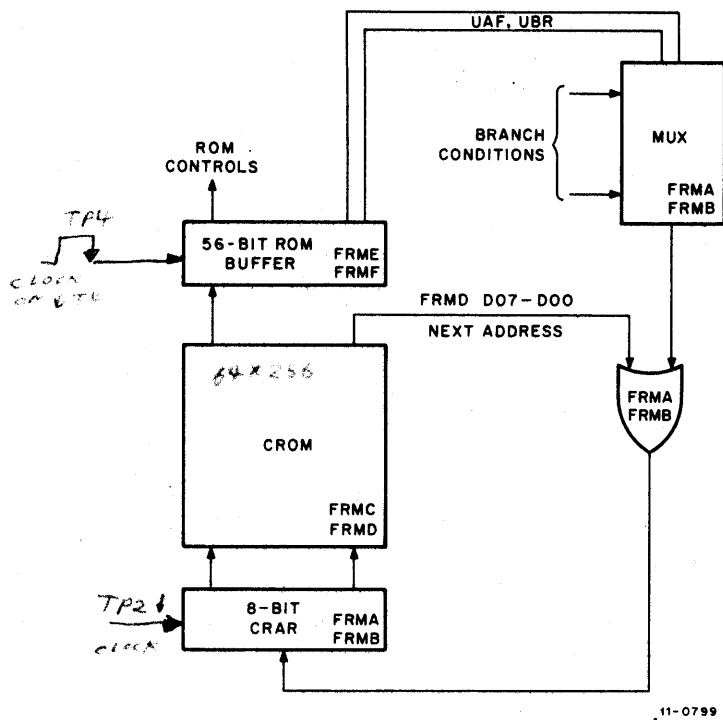 UAF, UBR
BRANCH
CONDITIONS
MUX
FRMA
FRMB
ROM
CONTROLS
TP4
CLOCK
56-BIT ROM
BUFFER
FRME
FRMF
FRMD D07-D00
NEXT ADDRESS
64 x 256
FRMA
FRMB
CROM
FRMC
FRMD
TP2
CLOCK
8-BIT
CRAR
FRMA
FRMB
11-0799